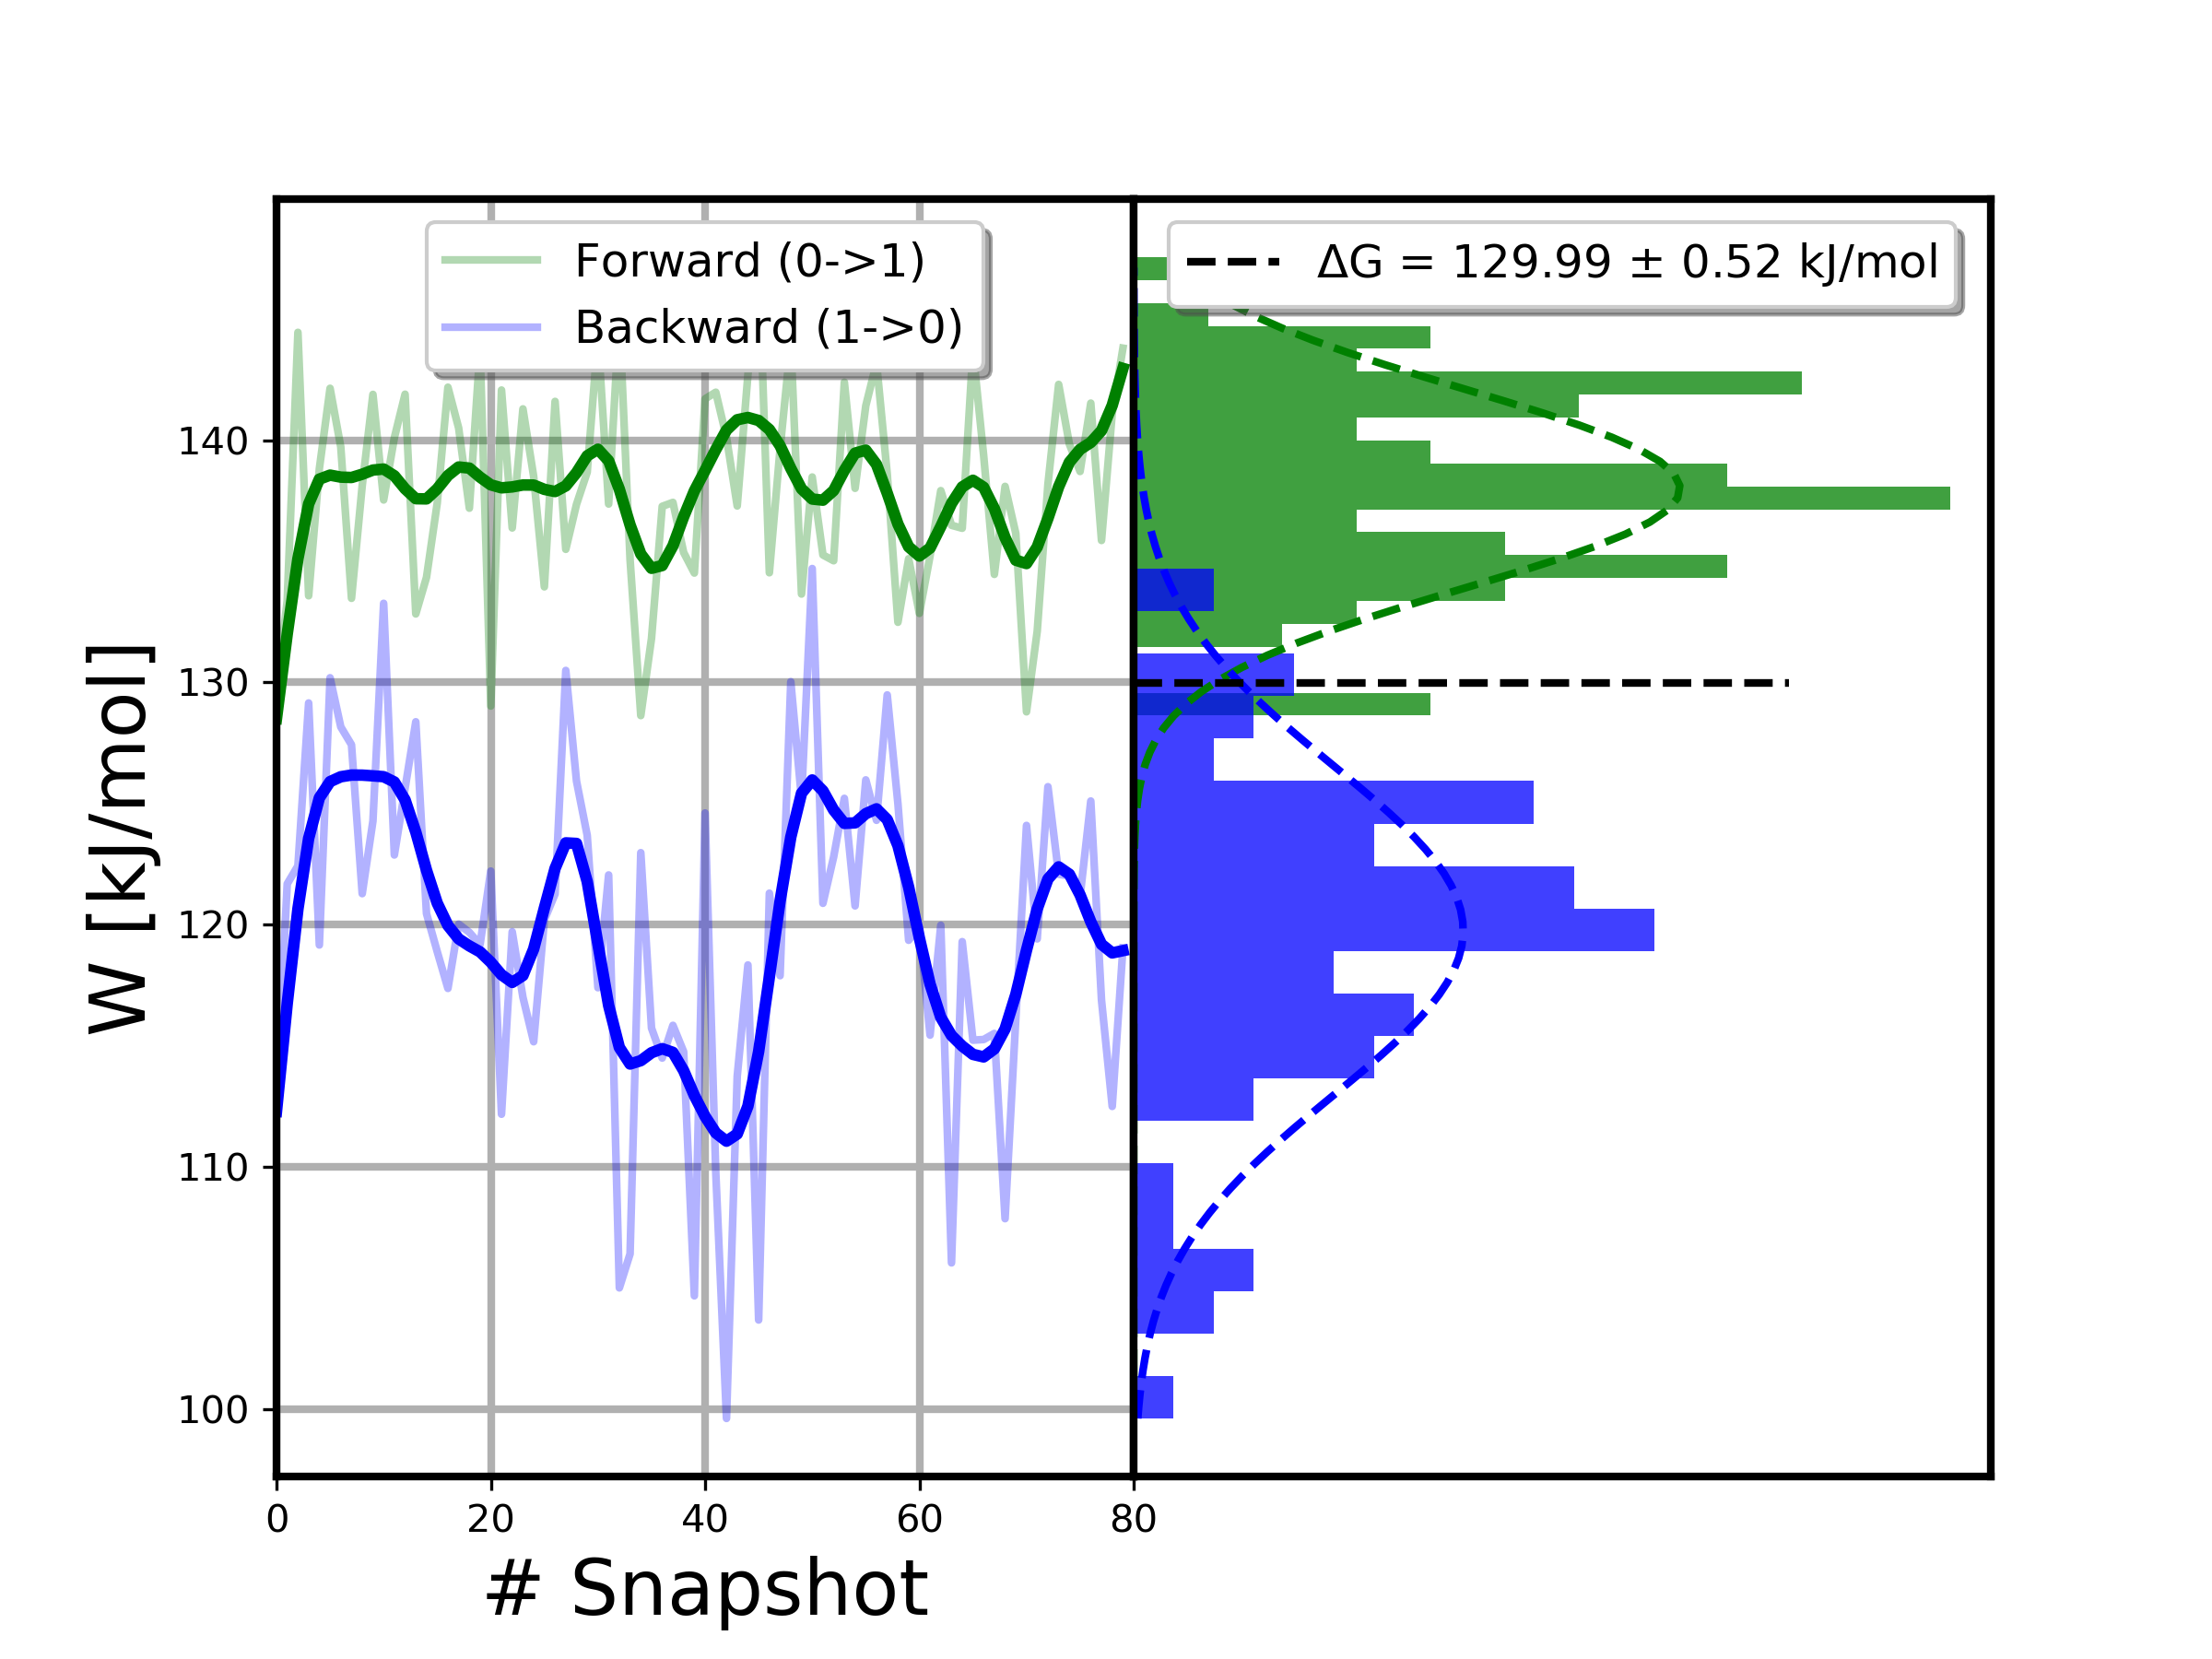 Forward (0->1)
Backward (1->0)
ΔG = 129.99 ± 0.52 kJ/mol
W [kJ/mol]
140
130
120
110
100
0 20 40 60 80
# Snapshot